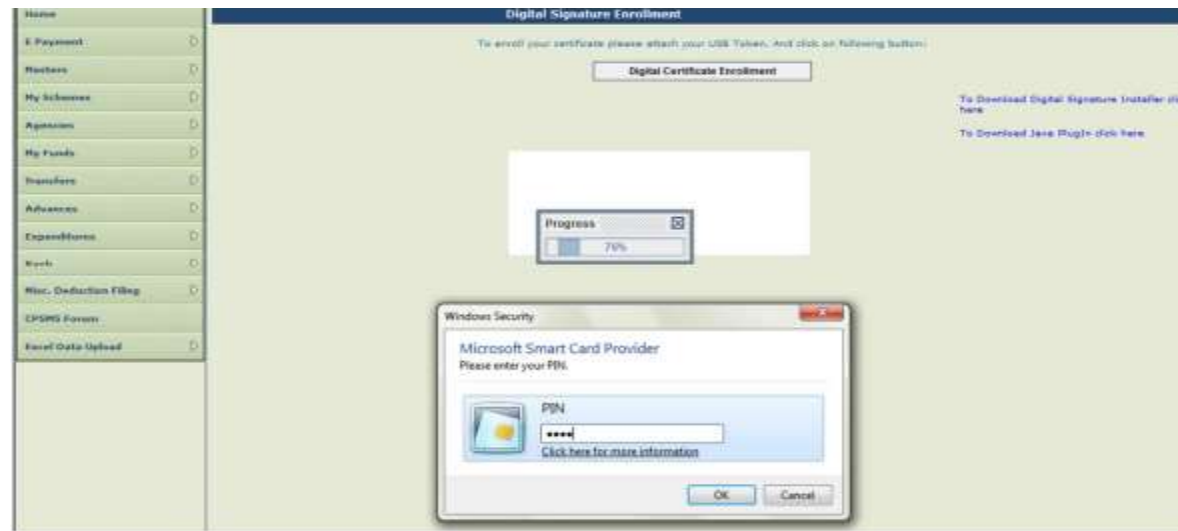 Home
Digital Signature Enrollment
E Payment
To enroll your certificate please attach your USB Token. And click on following button:
Masters
Digital Certificate Enrollment
My Schemes
To Download Digital Signature Installer cli
here
Agencies
To Download Java PlugIn click here
My Funds
Transfers
Advances
Progress
76%
Expenditures
Bank
Misc. Deduction Filing
CPSMS Forum
Excel Data Upload
Windows Security
Microsoft Smart Card Provider
Please enter your PIN.
PIN
••••
Click here for more information
OK Cancel